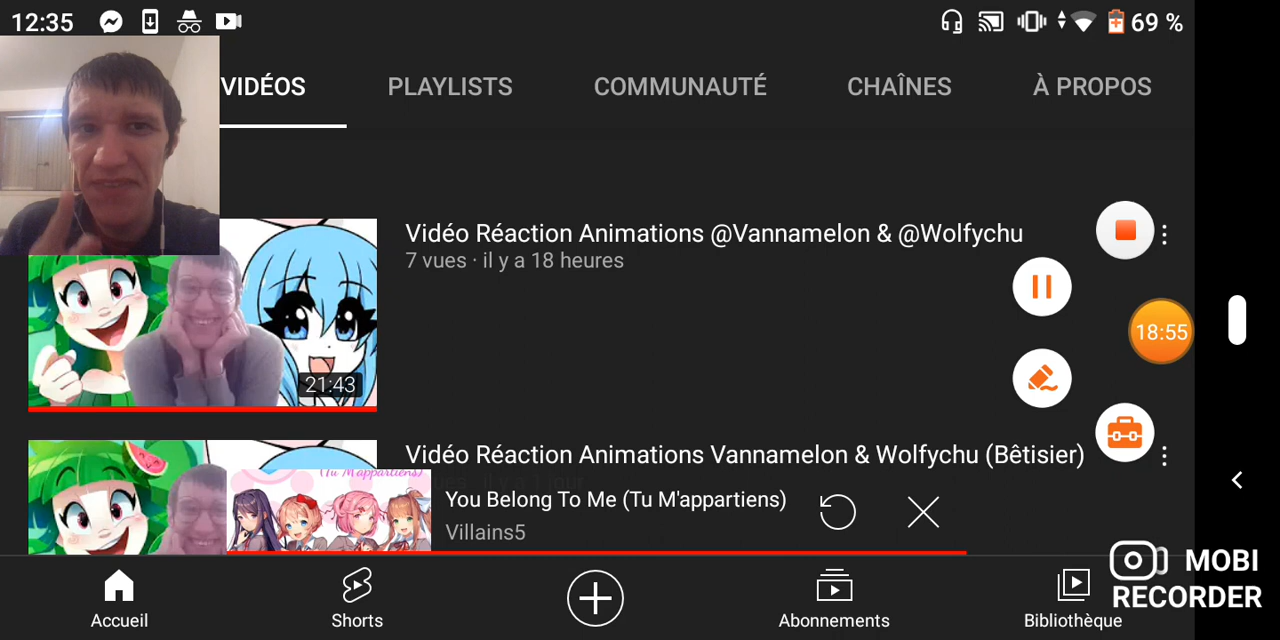 12:35
69 %
VIDÉOS PLAYLISTS COMMUNAUTÉ CHAÎNES À PROPOS
Vidéo Réaction Animations @Vannamelon & @Wolfychu
7 vues · il y a 18 heures
18:55
21:43
Vidéo Réaction Animations Vannamelon & Wolfychu (Bêtisier)
(Tu M'appartiens)
You Belong To Me (Tu M'appartiens)
Villains5
MOBI
RECORDER
Accueil Shorts Abonnements Bibliothèque